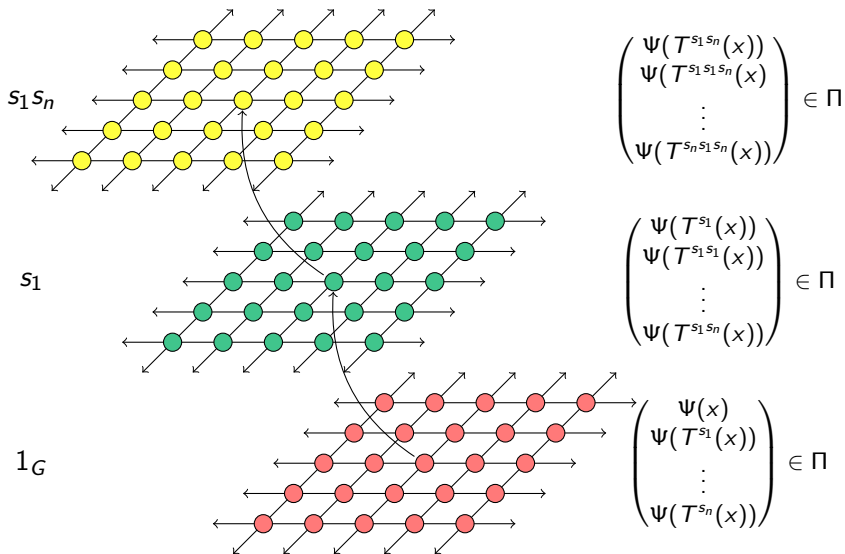 s₁sₙ
Ψ(T^{s₁sₙ}(x))
Ψ(T^{s₁s₁sₙ}(x)
⋮
Ψ(T^{sₙs₁sₙ}(x))
∈ Π
s₁
Ψ(T^{s₁}(x))
Ψ(T^{s₁s₁}(x))
⋮
Ψ(T^{s₁sₙ}(x))
∈ Π
1_G
Ψ(x)
Ψ(T^{s₁}(x))
⋮
Ψ(T^{sₙ}(x))
∈ Π